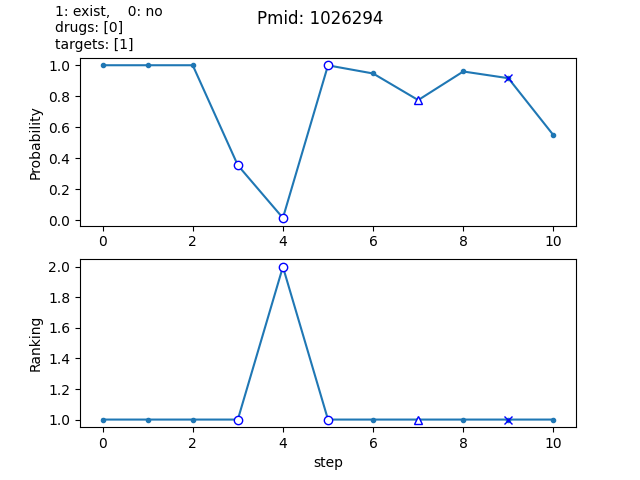 1: exist,    0: no
drugs: [0]
targets: [1]
Pmid: 1026294
1.0
0.8
0.6
0.4
0.2
0.0
Probability
0 2 4 6 8 10
2.0
1.8
1.6
1.4
1.2
1.0
Ranking
0 2 4 6 8 10
step